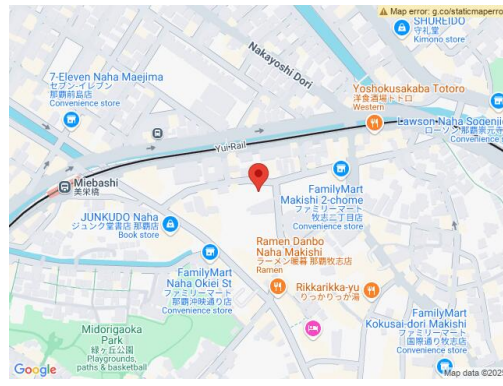 Map error: g.co/staticmaperro
SHUREIDO
守礼堂
Kimono store
Nakayoshi Dori
7-Eleven Naha Maejima
セブン-イレブン
那覇前島店
Convenience store
Yoshokusakaba Totoro
洋食酒場トトロ
Western
Lawson Naha Sogenji
ローソン 那覇崇元寺
Convenience
Yui Rail
Miebashi
美栄橋
FamilyMart
Makishi 2-chome
ファミリーマート
牧志二丁目店
Convenience store
JUNKUDO Naha
ジュンク堂書店 那覇店
Book store
Ramen Danbo
Naha Makishi
ラーメン暖暮 那覇牧志店
Ramen
FamilyMart
Naha Okiei St
ファミリーマート
那覇沖映通り店
Convenience store
Rikkarikka-yu
りっかりっか湯
Midorigaoka
Park
緑ヶ丘公園
Playgrounds,
paths & basketball
FamilyMart
Kokusai-dori Makishi
ファミリーマート
国際通り牧志店
Convenience store
Google
Map data ©2025